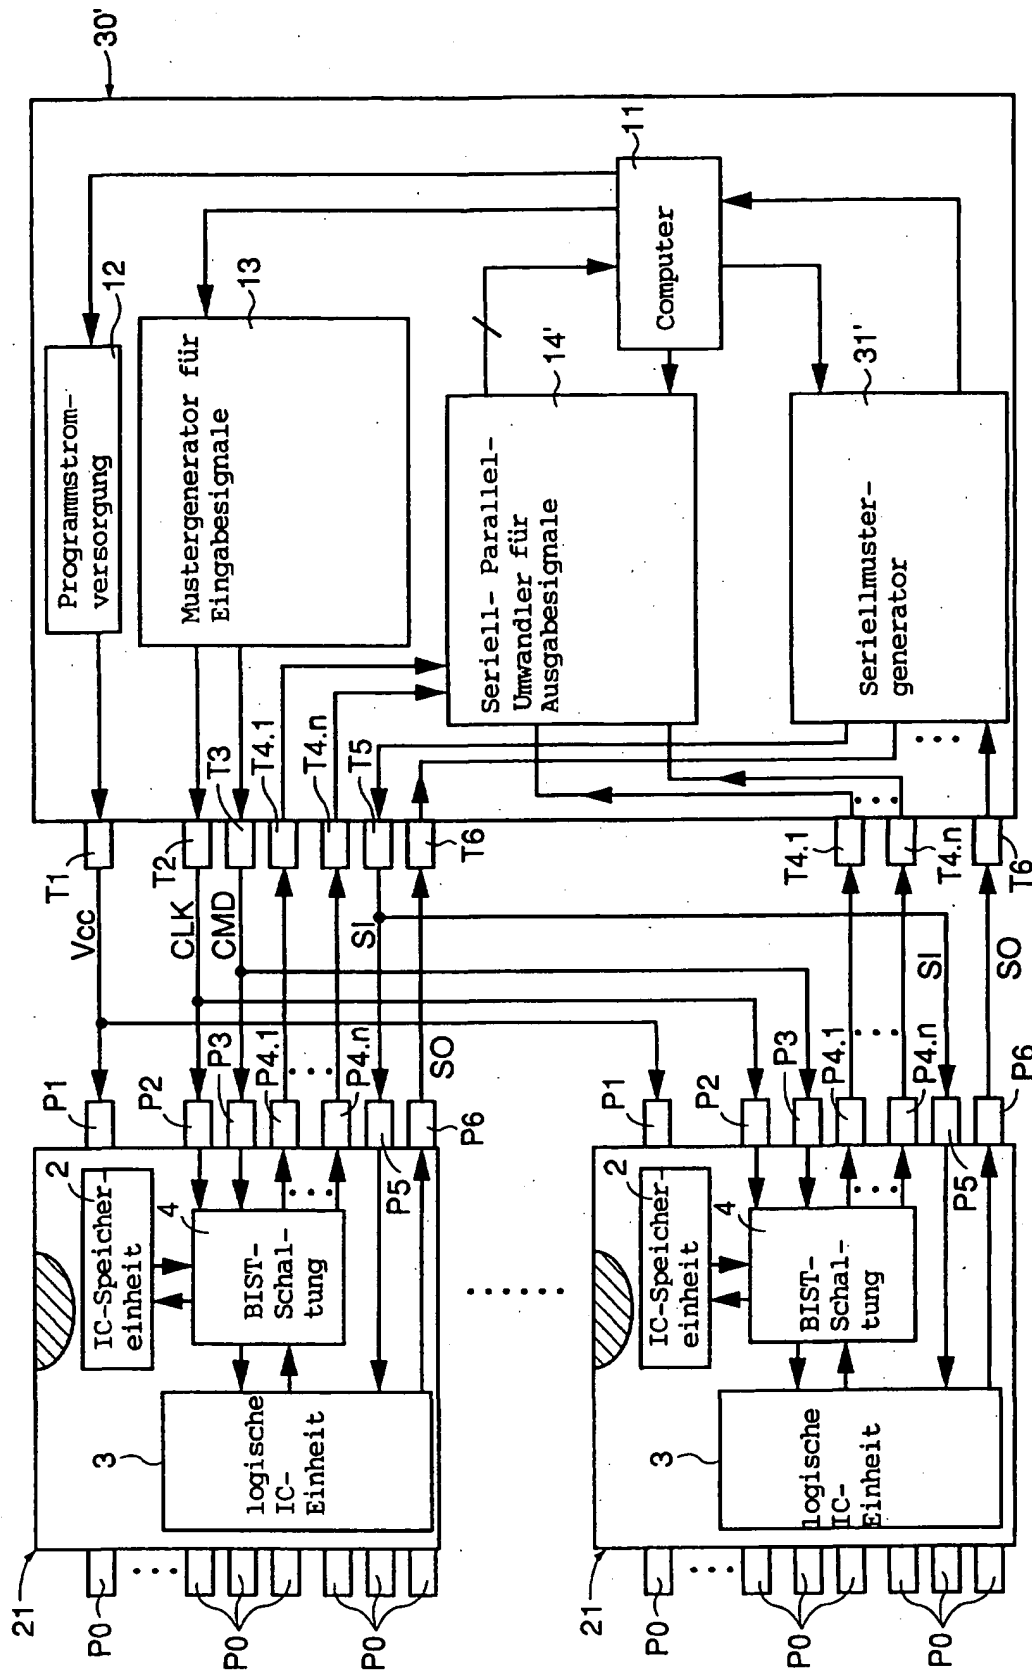 30'
Programmstrom-
versorgung
12
Mustergenerator für
Eingabesignale
13
Seriell- Parallel-
Umwandler für
Ausgabesignale
14'
Computer
11
Seriellmuster-
generator
31'
T1
T2
T3
T4.1
T4.n
T5
T6
T4.1
T4.n
T6
Vcc
CLK
CMD
SI
SO
SI
SO
P1
P2
P3
P4.1
P4.n
P5
P6
21
IC-Speicher-
einheit
2
BIST-
Schal-
tung
4
logische
IC-
Einheit
3
P0
P0
P0
P1
P2
P3
P4.1
P4.n
P5
P6
21
IC-Speicher-
einheit
2
BIST-
Schal-
tung
4
logische
IC-
Einheit
3
P0
P0
P0